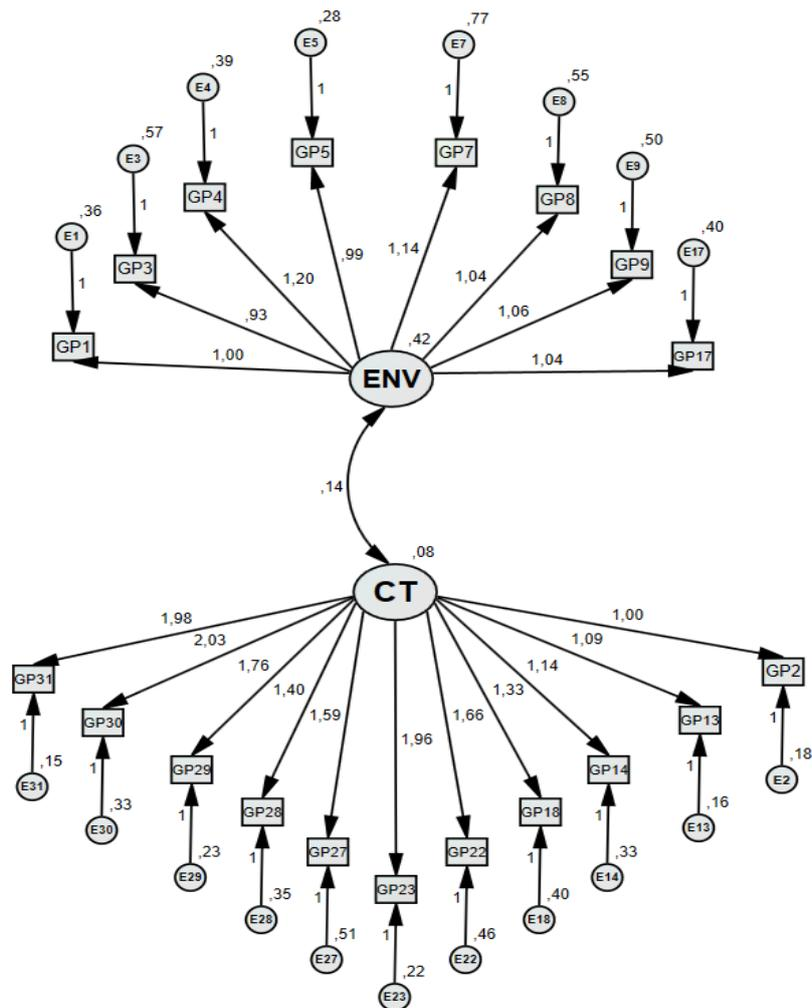 ,28
,77
E5
E7
,39
,55
E4
1
1
E8
,57
,50
E3
1
GP5
GP7
1
E9
,36
1
GP4
GP8
1
,40
E1
E17
1
GP3
GP9
1,20
,99
1,14
1,04
1
GP1
,93
1,06
GP17
1,00
,42
1,04
ENV
,14
,08
CT
1,98
1,00
2,03
1,09
GP31
1,76
1,14
GP2
1,40
1,33
1
GP30
1,59
1,66
GP13
1
1,96
,15
1
GP29
GP14
1
,18
E31
E2
,33
1
GP28
GP18
1
,16
E30
E13
,23
1
GP27
GP22
1
,33
E29
E14
,35
1
GP23
1
,40
E28
E18
,51
1
,46
E27
E22
,22
E23